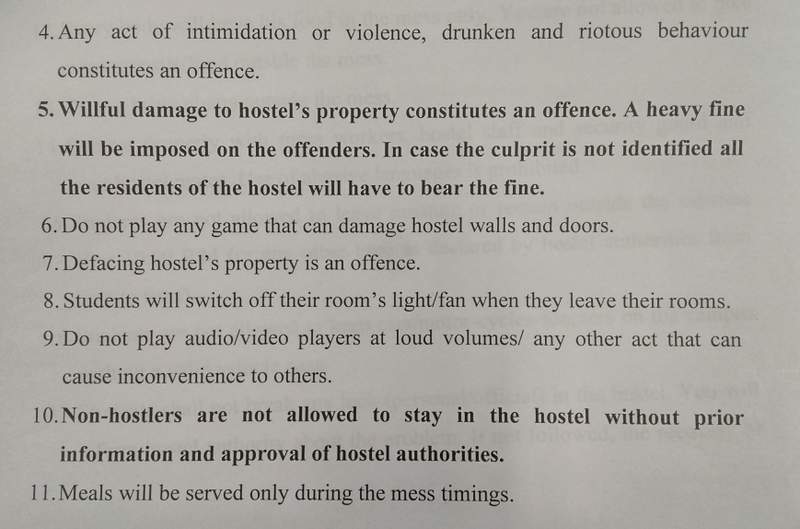 4. Any act of intimidation or violence, drunken and riotous behaviour
constitutes an offence.
5. Willful damage to hostel's property constitutes an offence. A heavy fine
will be imposed on the offenders. In case the culprit is not identified all
the residents of the hostel will have to bear the fine.
6. Do not play any game that can damage hostel walls and doors.
7. Defacing hostel's property is an offence.
8. Students will switch off their room's light/fan when they leave their rooms.
9. Do not play audio/video players at loud volumes/ any other act that can
cause inconvenience to others.
10. Non-hostlers are not allowed to stay in the hostel without prior
information and approval of hostel authorities.
11. Meals will be served only during the mess timings.